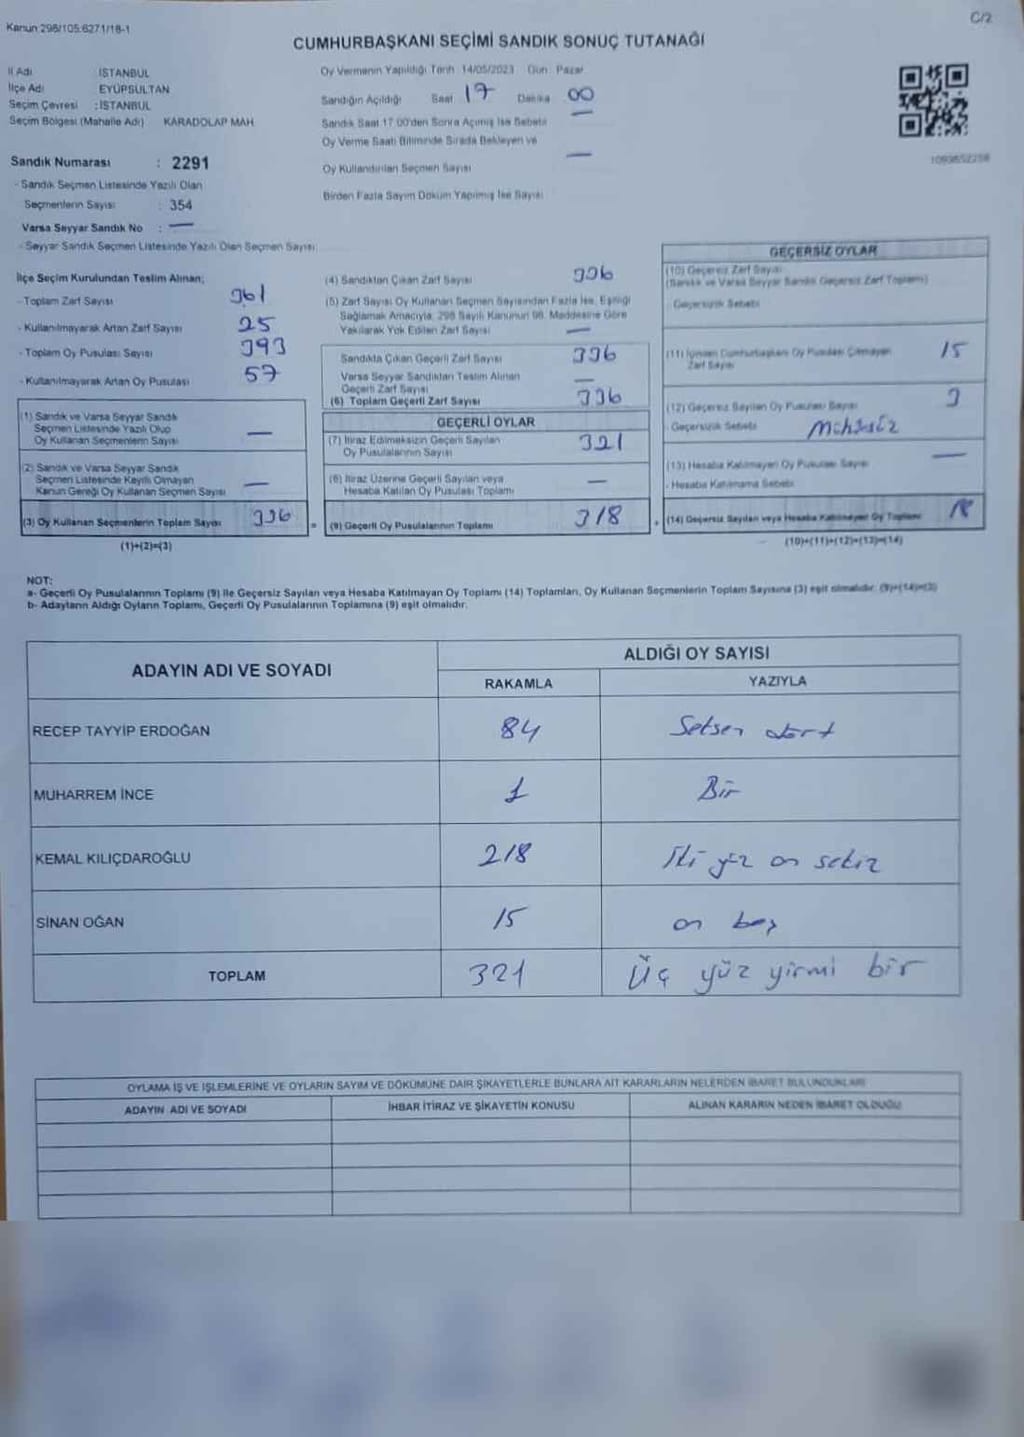 Kanun 298/105:6271/18-1
C/2
CUMHURBAŞKANI SEÇİMİ SANDIK SONUÇ TUTANAĞI
İl Adı İSTANBUL
İlçe Adı EYÜPSULTAN
Seçim Çevresi :İSTANBUL
Seçim Bölgesi (Mahalle Adı) KARADOLAP MAH.
Sandık Numarası : 2291
- Sandık Seçmen Listesinde Yazılı Olan
Seçmenlerin Sayısı : 354
Varsa Seyyar Sandık No : —
- Seyyar Sandık Seçmen Listesinde Yazılı Olan Seçmen Sayısı
Oy Vermenin Yapıldığı Tarih 14/05/2023 Gün Pazar
Sandığın Açıldığı Saat 17 Dakika 00
Sandık Saat 17:00'den Sonra Açılmış İse Sebebi —
Oy Verme Saati Bitiminde Sırada Bekleyen ve
Oy Kullandırılan Seçmen Sayısı —
Birden Fazla Sayım Döküm Yapılmış İse Sayısı
İlçe Seçim Kurulundan Teslim Alınan;
- Toplam Zarf Sayısı 361
- Kullanılmayarak Artan Zarf Sayısı 25
- Toplam Oy Pusulası Sayısı 393
- Kullanılmayarak Artan Oy Pusulası 57
(1) Sandık ve Varsa Seyyar Sandık
Seçmen Listesinde Yazılı Olup
Oy Kullanan Seçmenlerin Sayısı —
(2) Sandık ve Varsa Seyyar Sandık
Seçmen Listesinde Kayıtlı Olmayan
Kanun Gereği Oy Kullanan Seçmen Sayısı —
(3) Oy Kullanan Seçmenlerin Toplam Sayısı 336
(1)+(2)=(3)
(4) Sandıktan Çıkan Zarf Sayısı 336
(5) Zarf Sayısı Oy Kullanan Seçmen Sayısından Fazla İse, Eşitliği
Sağlamak Amacıyla, 298 Sayılı Kanunun 98. Maddesine Göre
Yakılarak Yok Edilen Zarf Sayısı —
Sandıkta Çıkan Geçerli Zarf Sayısı 336
Varsa Seyyar Sandıktan Teslim Alınan
Geçerli Zarf Sayısı —
(6) Toplam Geçerli Zarf Sayısı 336
GEÇERLİ OYLAR
(7) İtiraz Edilmeksizin Geçerli Sayılan
Oy Pusulalarının Sayısı 321
(8) İtiraz Üzerine Geçerli Sayılan veya
Hesaba Katılan Oy Pusulası Toplamı —
= (9) Geçerli Oy Pusulalarının Toplamı 318
GEÇERSİZ OYLAR
(10) Geçersiz Zarf Sayısı
(Sandık ve Varsa Seyyar Sandık Geçersiz Zarf Toplamı)
- Geçersizlik Sebebi
(11) İçinden Cumhurbaşkanı Oy Pusulası Çıkmayan
Zarf Sayısı 15
(12) Geçersiz Sayılan Oy Pusulası Sayısı 3
- Geçersizlik Sebebi Mühürsüz
(13) Hesaba Katılmayan Oy Pusulası Sayısı —
- Hesaba Katılmama Sebebi
+ (14) Geçersiz Sayılan veya Hesaba Katılmayan Oy Toplamı 18
(10)+(11)+(12)+(13)=(14)
NOT:
a- Geçerli Oy Pusulalarının Toplamı (9) ile Geçersiz Sayılan veya Hesaba Katılmayan Oy Toplamı (14) Toplamları, Oy Kullanan Seçmenlerin Toplam Sayısına (3) eşit olmalıdır. (9)+(14)=(3)
b- Adayların Aldığı Oyların Toplamı, Geçerli Oy Pusulalarının Toplamına (9) eşit olmalıdır.
ADAYIN ADI VE SOYADI
ALDIĞI OY SAYISI
RAKAMLA YAZIYLA
RECEP TAYYİP ERDOĞAN 84 Seksen dört
MUHARREM İNCE 1 Bir
KEMAL KILIÇDAROĞLU 218 İki yüz on sekiz
SİNAN OĞAN 15 on beş
TOPLAM 321 Üç yüz yirmi bir
OYLAMA İŞ VE İŞLEMLERİNE VE OYLARIN SAYIM VE DÖKÜMÜNE DAİR ŞİKAYETLERLE BUNLARA AİT KARARLARIN NELERDEN İBARET BULUNDUKLARI
ADAYIN ADI VE SOYADI İHBAR İTİRAZ VE ŞİKAYETİN KONUSU ALINAN KARARIN NEDEN İBARET OLDUĞU